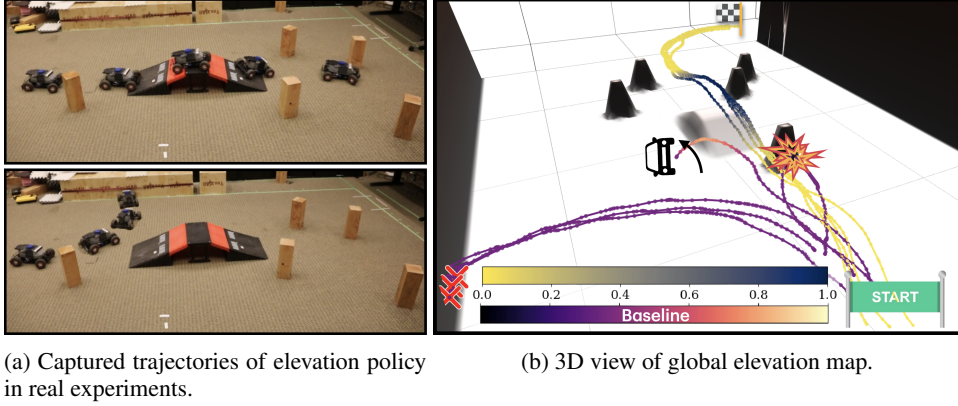 START
0.0 0.2 0.4 0.6 0.8 1.0
Baseline
(a) Captured trajectories of elevation policy
in real experiments.
(b) 3D view of global elevation map.